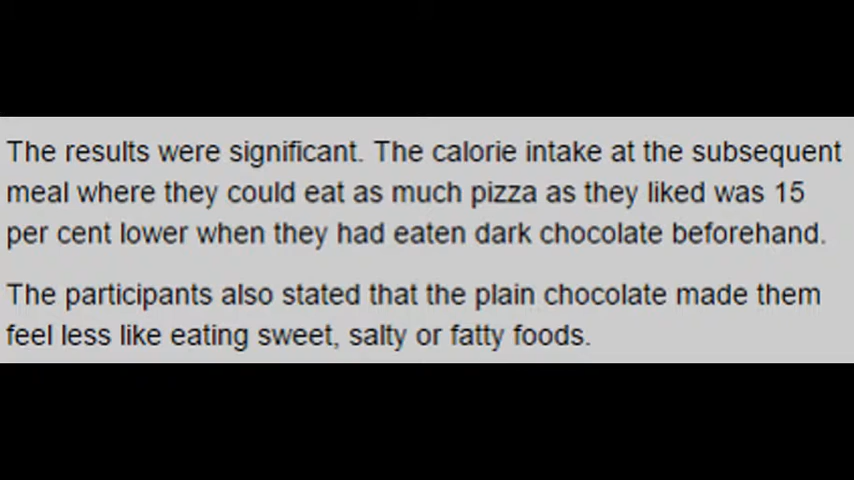 The results were significant. The calorie intake at the subsequent
meal where they could eat as much pizza as they liked was 15
per cent lower when they had eaten dark chocolate beforehand.
The participants also stated that the plain chocolate made them
feel less like eating sweet, salty or fatty foods.